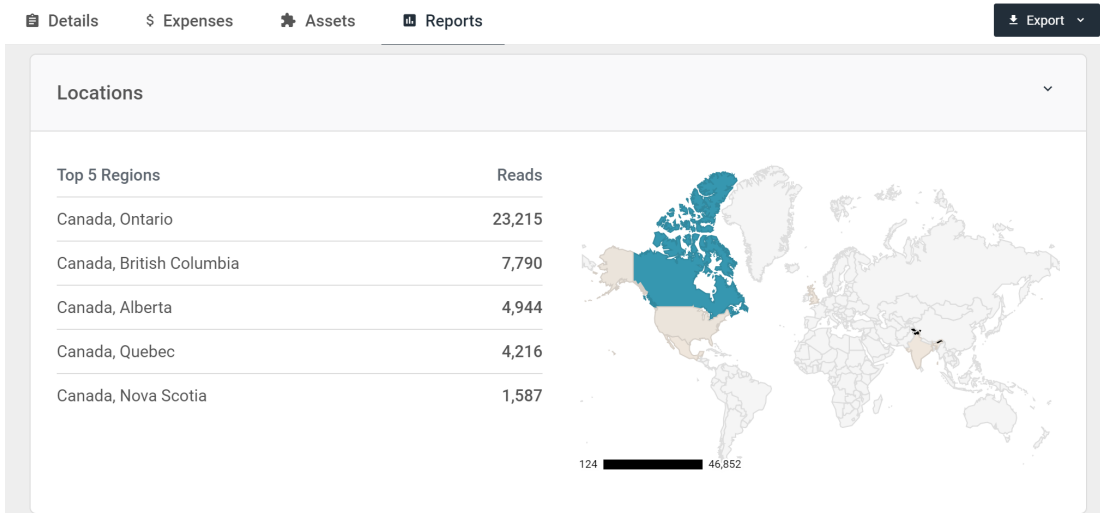 Details $ Expenses Assets Reports Export
Locations
Top 5 Regions Reads
Canada, Ontario 23,215
Canada, British Columbia 7,790
Canada, Alberta 4,944
Canada, Quebec 4,216
Canada, Nova Scotia 1,587
124 46,852